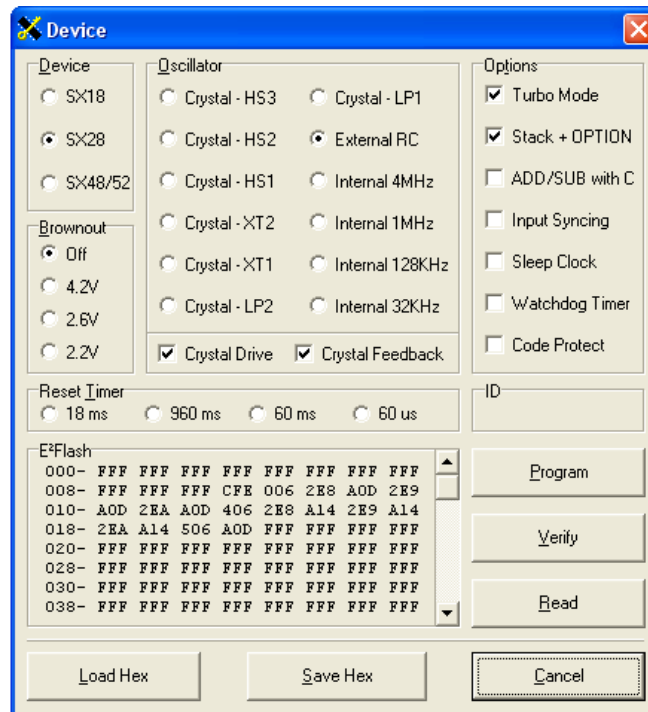 Device
Device
SX18
SX28
SX48/52
Brownout
Off
4.2V
2.6V
2.2V
Oscillator
Crystal - HS3
Crystal - HS2
Crystal - HS1
Crystal - XT2
Crystal - XT1
Crystal - LP2
Crystal - LP1
External RC
Internal 4MHz
Internal 1MHz
Internal 128KHz
Internal 32KHz
Crystal Drive
Crystal Feedback
Options
Turbo Mode
Stack + OPTION
ADD/SUB with C
Input Syncing
Sleep Clock
Watchdog Timer
Code Protect
Reset Timer
18 ms 960 ms 60 ms 60 us
ID
E²Flash
000- FFF FFF FFF FFF FFF FFF FFF FFF
008- FFF FFF FFF CFE 006 2E8 A0D 2E9
010- A0D 2EA A0D 406 2E8 A14 2E9 A14
018- 2EA A14 506 A0D FFF FFF FFF FFF
020- FFF FFF FFF FFF FFF FFF FFF FFF
028- FFF FFF FFF FFF FFF FFF FFF FFF
030- FFF FFF FFF FFF FFF FFF FFF FFF
038- FFF FFF FFF FFF FFF FFF FFF FFF
Program
Verify
Read
Load Hex
Save Hex
Cancel